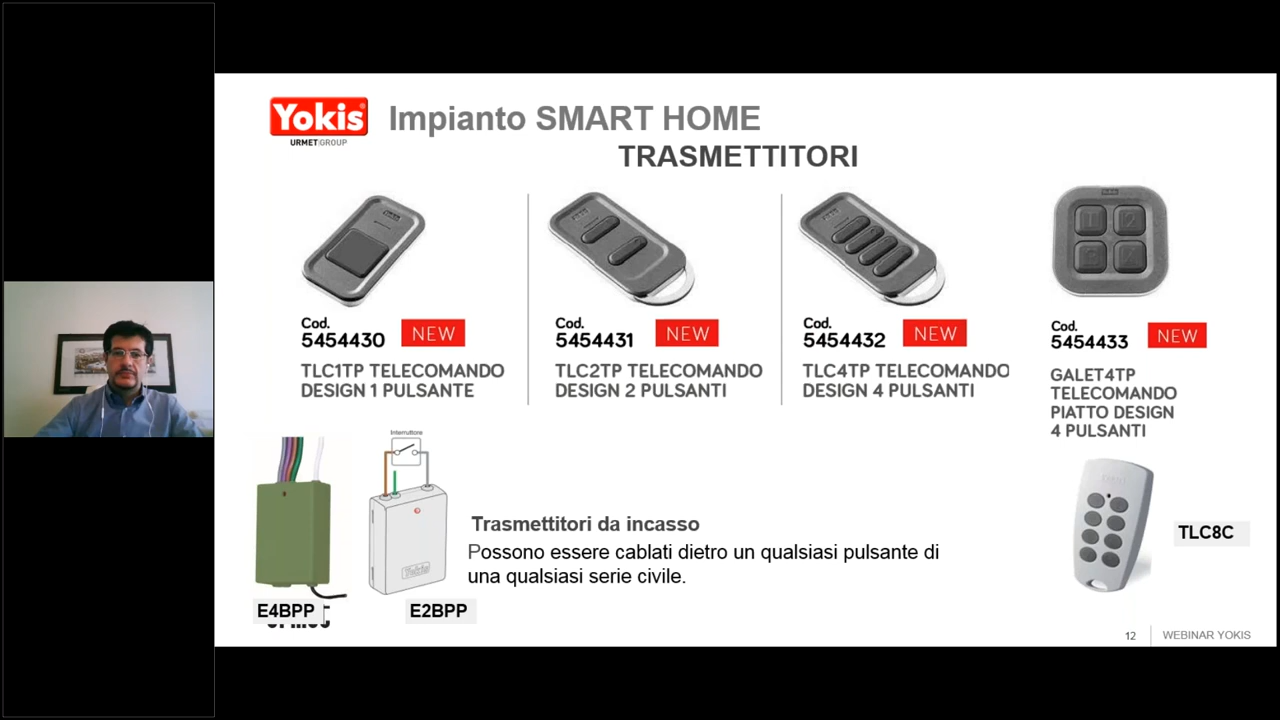 Yokis
URMET GROUP
Impianto SMART HOME
TRASMETTITORI
Cod.
5454430 NEW
TLC1TP TELECOMANDO
DESIGN 1 PULSANTE
Cod.
5454431 NEW
TLC2TP TELECOMANDO
DESIGN 2 PULSANTI
Cod.
5454432 NEW
TLC4TP TELECOMANDO
DESIGN 4 PULSANTI
Cod.
5454433 NEW
GALET4TP
TELECOMANDO
PIATTO DESIGN
4 PULSANTI
Interruttore
Yokis
Trasmettitori da incasso
Possono essere cablati dietro un qualsiasi pulsante di
una qualsiasi serie civile.
E4BPP
E2BPP
TLC8C
12
WEBINAR YOKIS